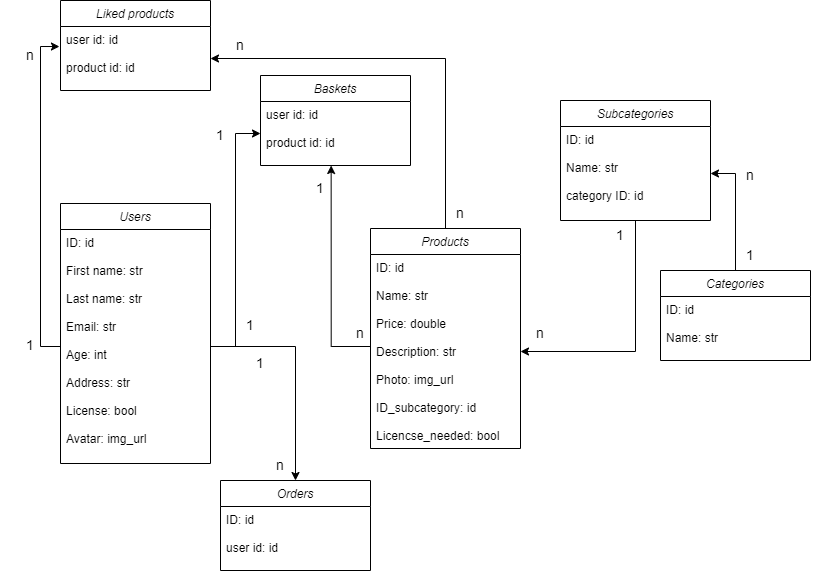 Liked products
user id: id
product id: id
n
n
Baskets
user id: id
product id: id
1
1
Subcategories
ID: id
Name: str
category ID: id
n
1
1
Users
ID: id
First name: str
Last name: str
Email: str
Age: int
Address: str
License: bool
Avatar: img_url
1
1
1
n
Products
ID: id
Name: str
Price: double
Description: str
Photo: img_url
ID_subcategory: id
Licencse_needed: bool
n
n
Categories
ID: id
Name: str
n
Orders
ID: id
user id: id